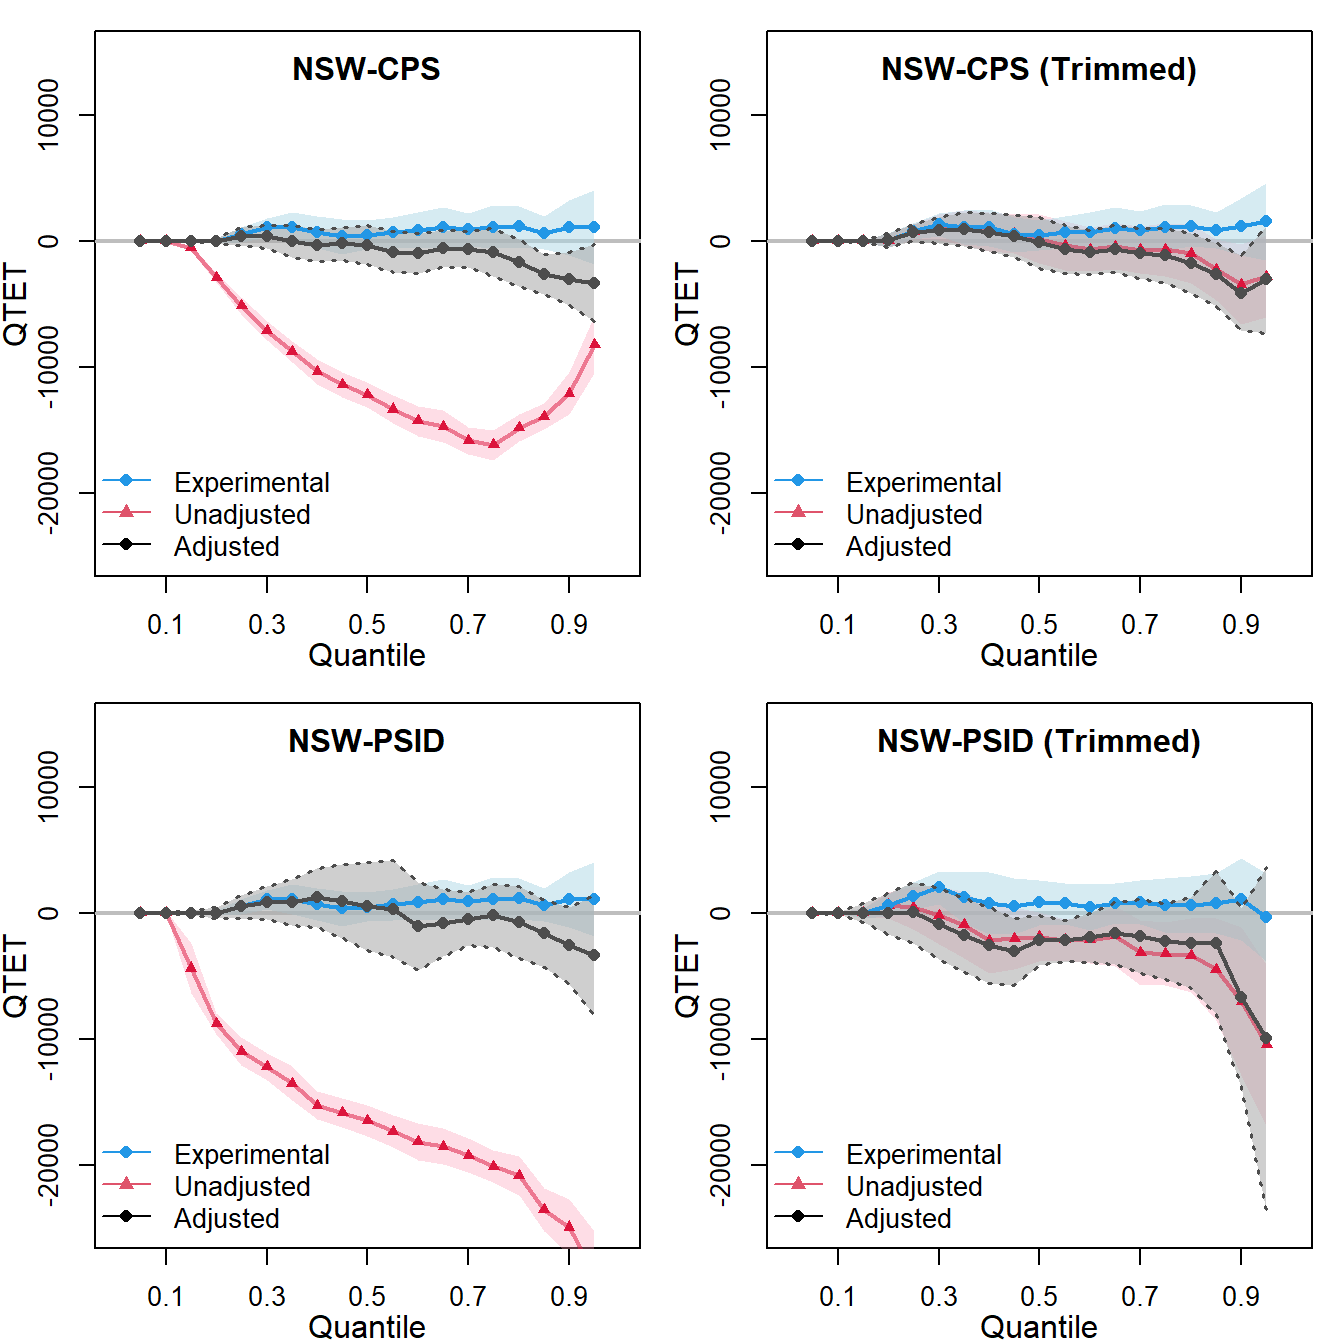 NSW-CPS
QTET
10000
0
-10000
-20000
Experimental
Unadjusted
Adjusted
0.1 0.3 0.5 0.7 0.9
Quantile
NSW-CPS (Trimmed)
QTET
10000
0
-10000
-20000
Experimental
Unadjusted
Adjusted
0.1 0.3 0.5 0.7 0.9
Quantile
NSW-PSID
QTET
10000
0
-10000
-20000
Experimental
Unadjusted
Adjusted
0.1 0.3 0.5 0.7 0.9
Quantile
NSW-PSID (Trimmed)
QTET
10000
0
-10000
-20000
Experimental
Unadjusted
Adjusted
0.1 0.3 0.5 0.7 0.9
Quantile